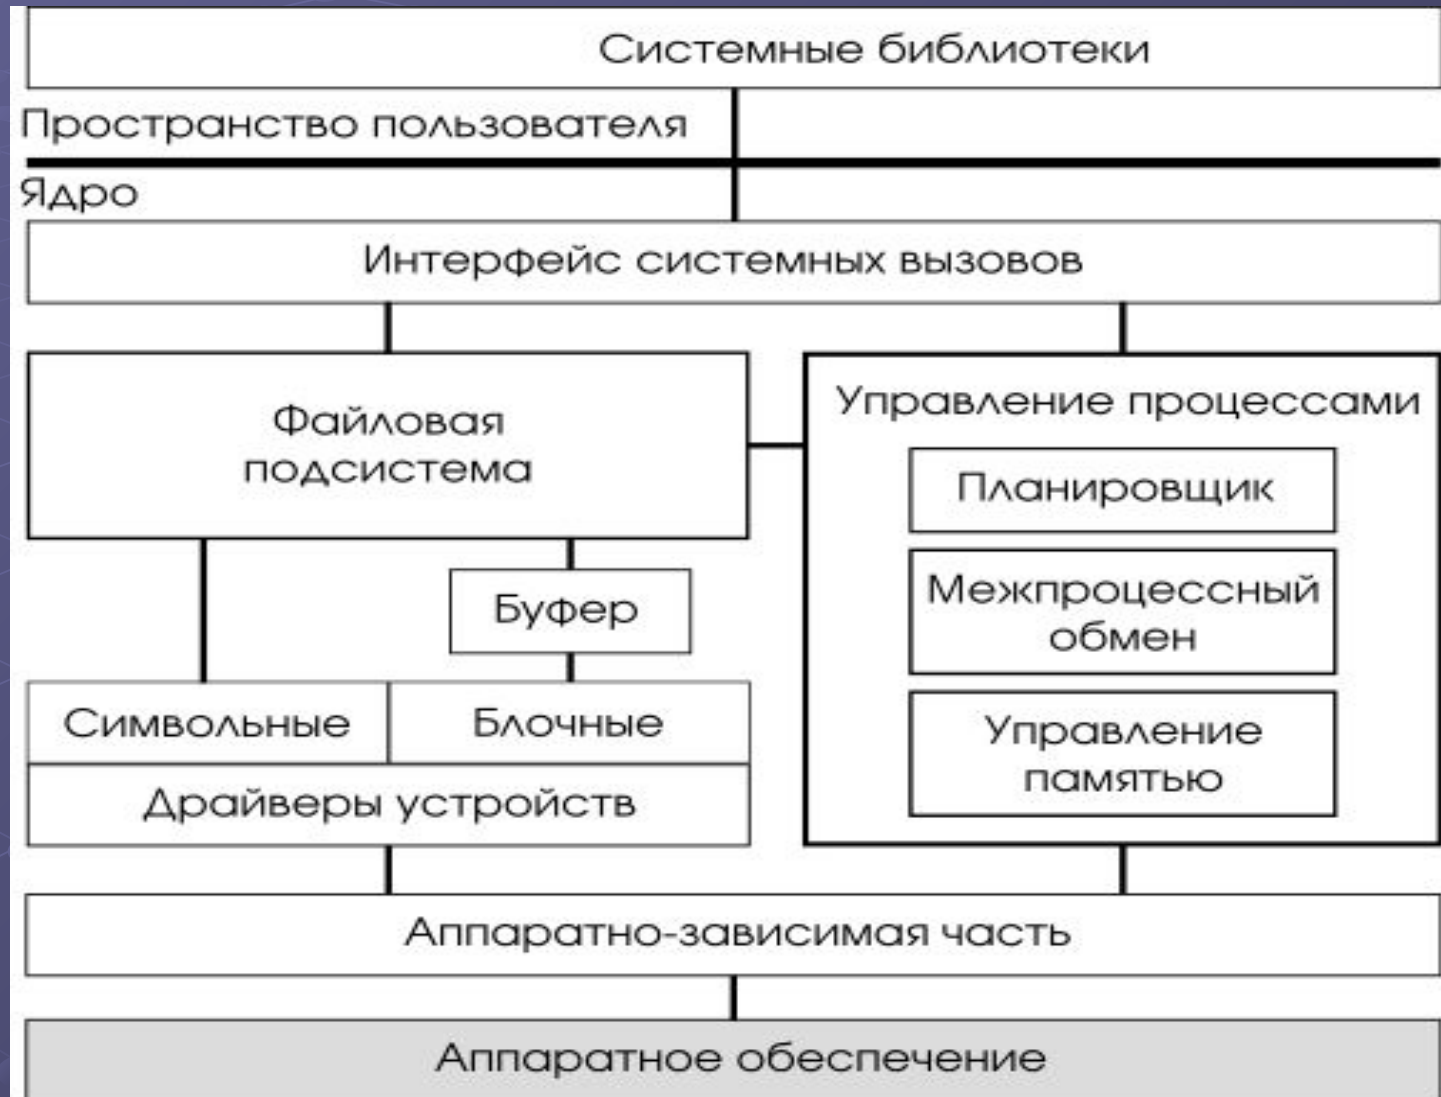 Системные библиотеки
Пространство пользователя
Ядро
Интерфейс системных вызовов
Файловая
подсистема
Управление процессами
Планировщик
Межпроцессный
обмен
Управление
памятью
Буфер
Символьные
Блочные
Драйверы устройств
Аппаратно-зависимая часть
Аппаратное обеспечение